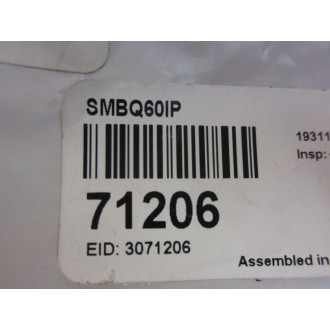 SMBQ60IP
19311
Insp:
71206
EID: 3071206
Assembled in